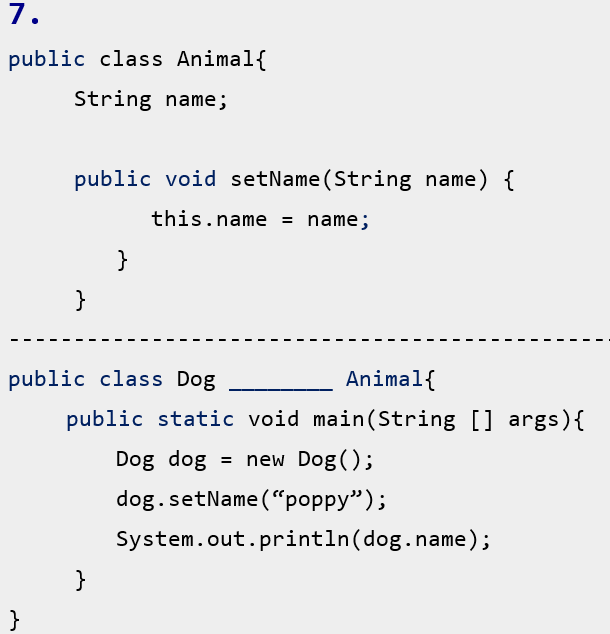 7.
public class Animal{
String name;
public void setName(String name) {
this.name = name;
}
}
-----------------------------------------------
public class Dog ________ Animal{
public static void main(String [] args){
Dog dog = new Dog();
dog.setName(“poppy”);
System.out.println(dog.name);
}
}